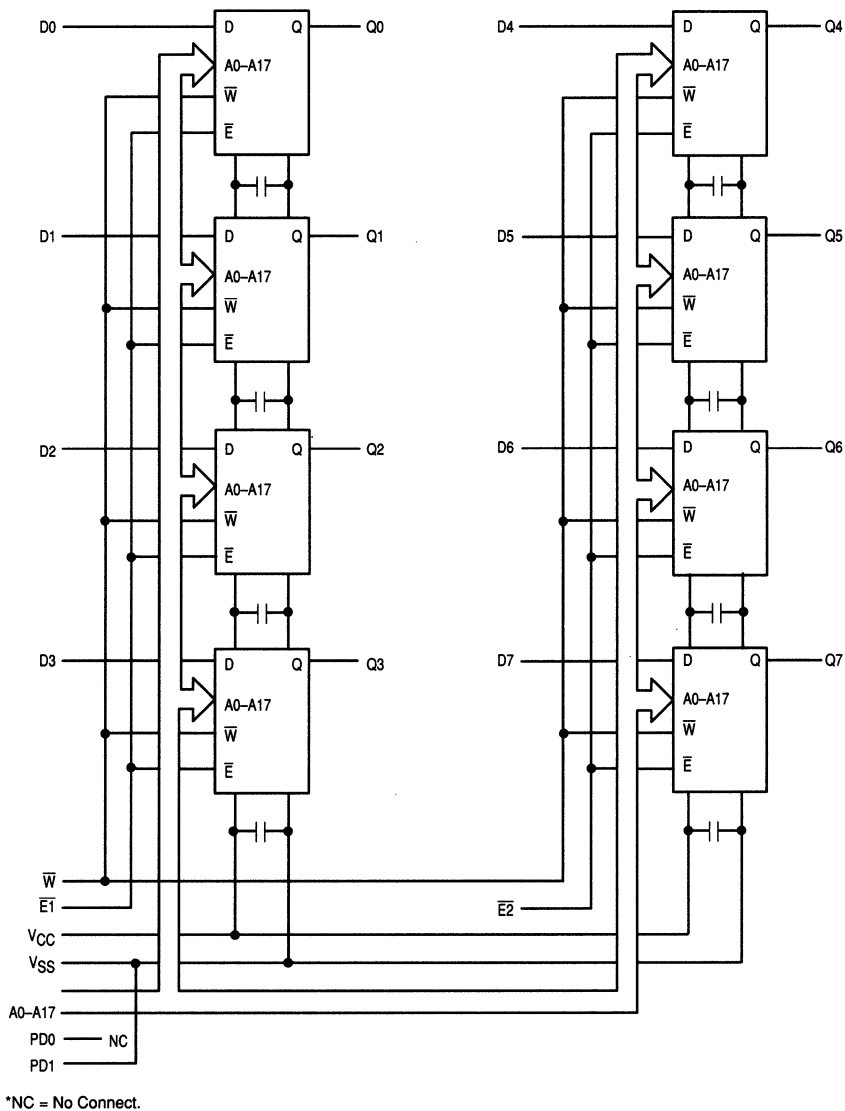 D0 D Q Q0
A0–A17
W̅
E̅
D4 D Q Q4
A0–A17
W̅
E̅
D1 D Q Q1
A0–A17
W̅
E̅
D5 D Q Q5
A0–A17
W̅
E̅
D2 D Q Q2
A0–A17
W̅
E̅
D6 D Q Q6
A0–A17
W̅
E̅
D3 D Q Q3
A0–A17
W̅
E̅
D7 D Q Q7
A0–A17
W̅
E̅
W̅
E̅1̅
E̅2̅
VCC
VSS
A0–A17
PD0 NC
PD1
*NC = No Connect.